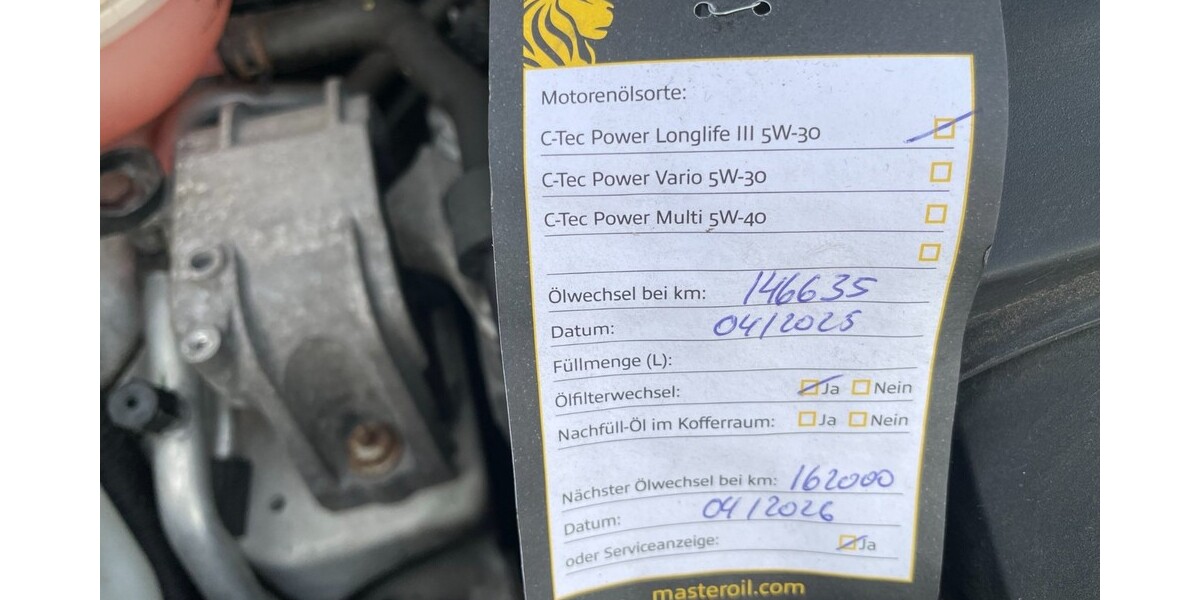 Motorenölsorte:
C-Tec Power Longlife III 5W-30
C-Tec Power Vario 5W-30
C-Tec Power Multi 5W-40
Ölwechsel bei km: 146635
Datum: 04/2025
Füllmenge (L):
Ölfilterwechsel: Ja Nein
Nachfüll-Öl im Kofferraum: Ja Nein
Nächster Ölwechsel bei km: 162000
Datum: 04/2026
oder Serviceanzeige: Ja
masteroil.com